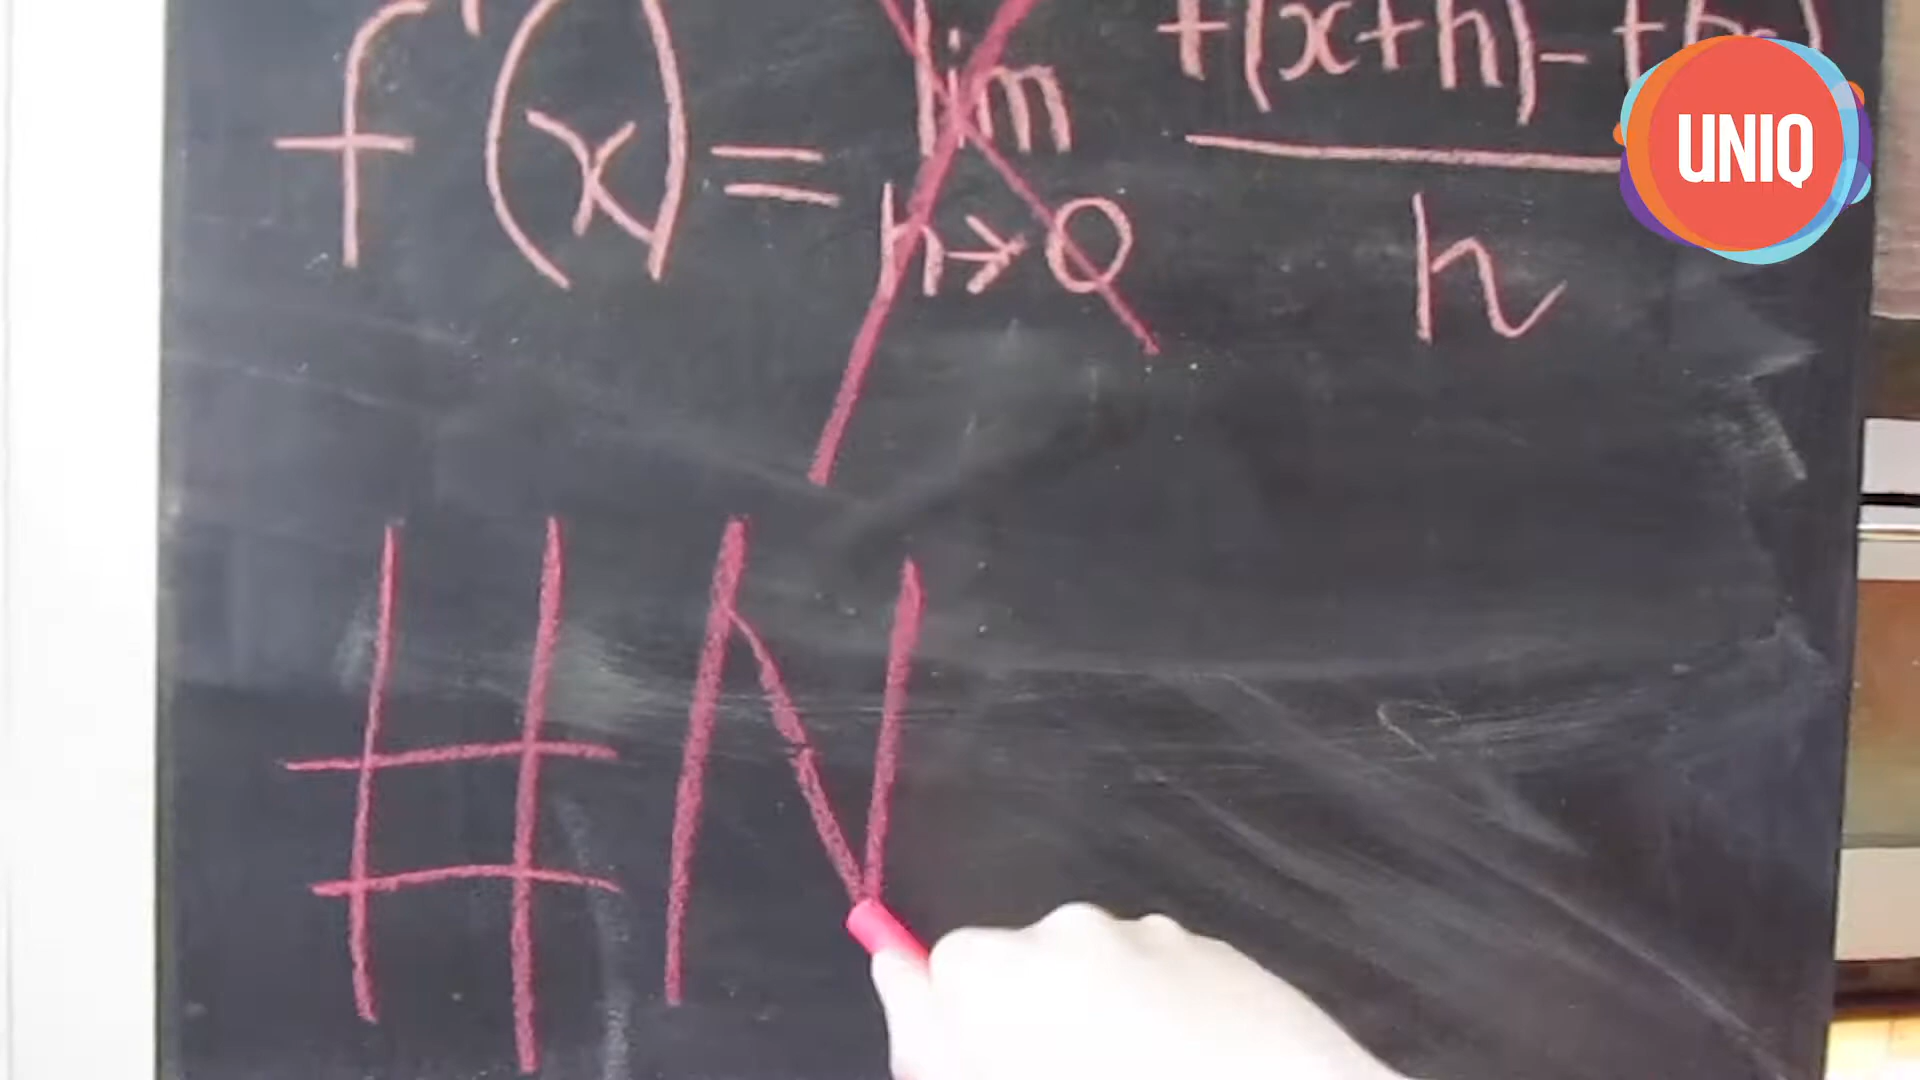 f'(x) = lim f(x+h) - f(x)
h→0 h
#N
UNIQ